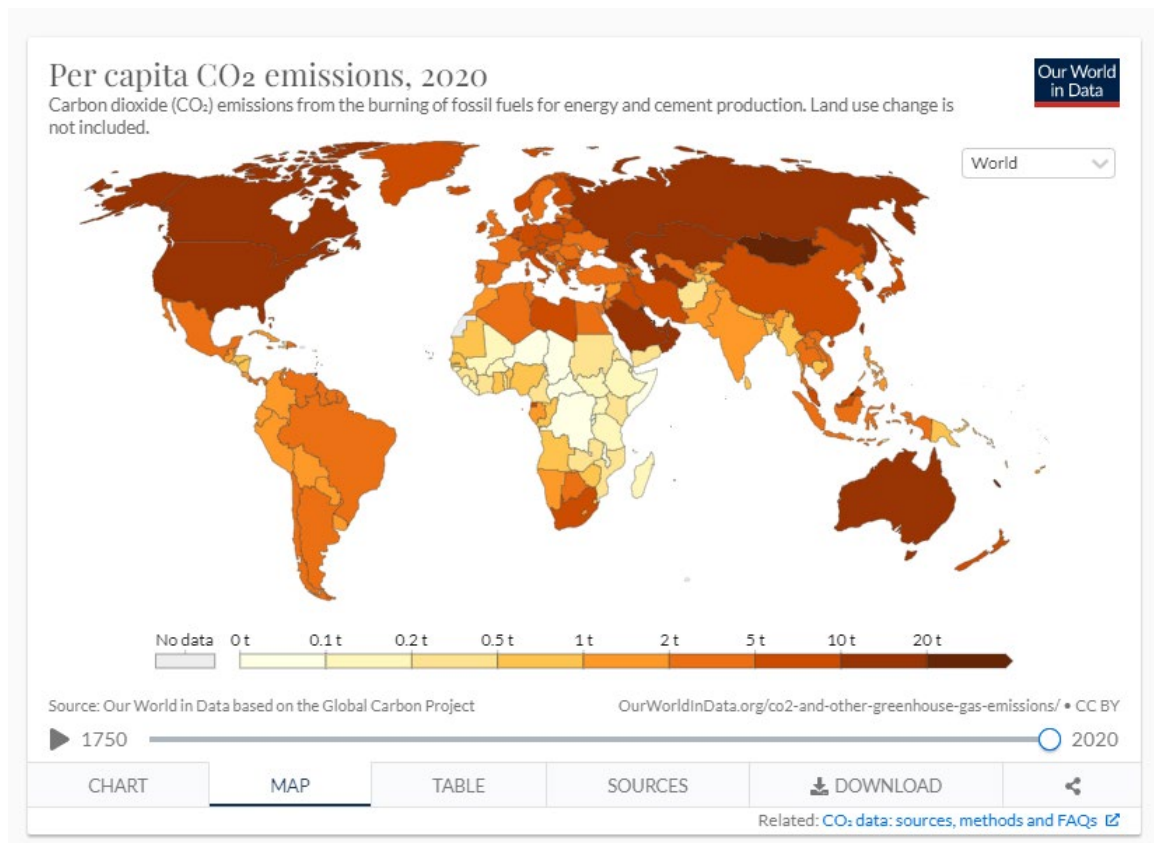 Per capita CO₂ emissions, 2020
Carbon dioxide (CO₂) emissions from the burning of fossil fuels for energy and cement production. Land use change is
not included.
Our World
in Data
World
No data 0 t 0.1 t 0.2 t 0.5 t 1 t 2 t 5 t 10 t 20 t
Source: Our World in Data based on the Global Carbon Project
OurWorldInData.org/co2-and-other-greenhouse-gas-emissions/ • CC BY
1750 2020
CHART MAP TABLE SOURCES DOWNLOAD
Related: CO₂ data: sources, methods and FAQs